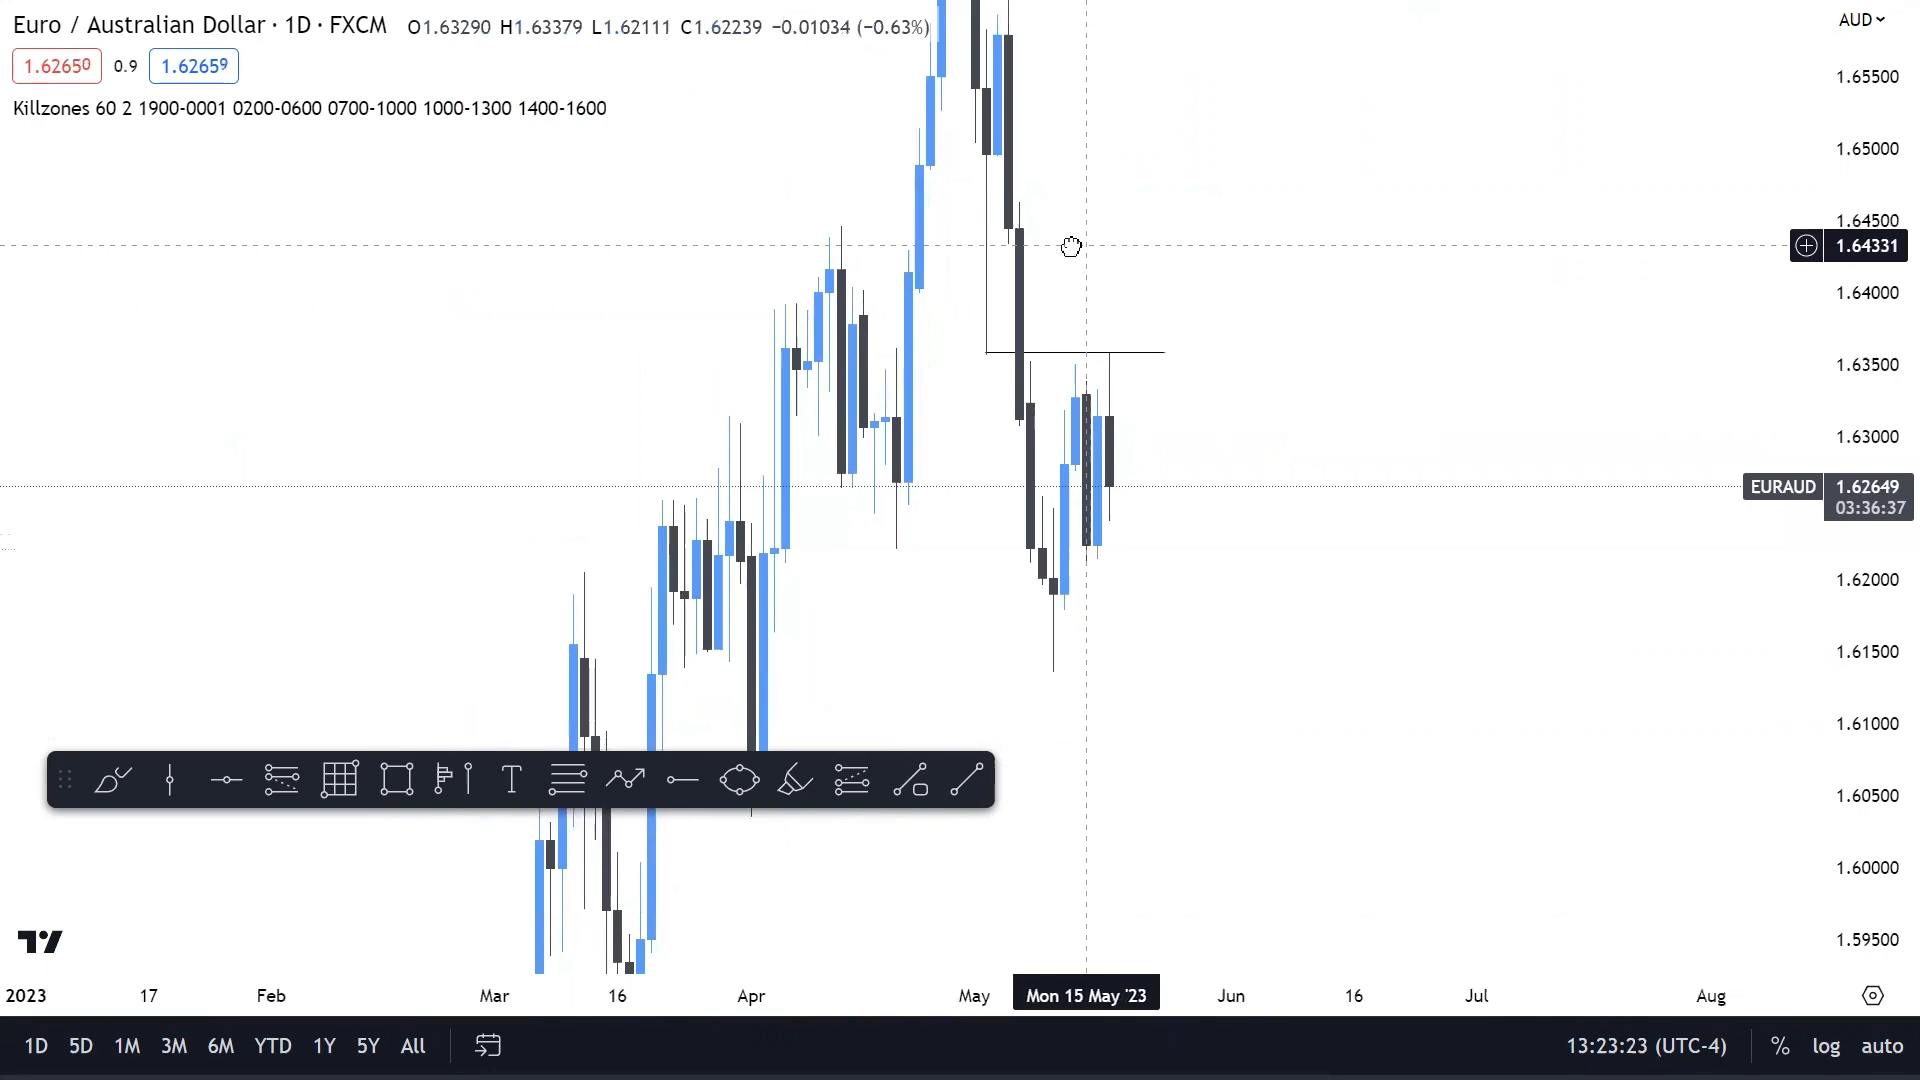 Euro / Australian Dollar · 1D · FXCM O1.63290 H1.63379 L1.62111 C1.62239 −0.01034 (−0.63%)
AUD
1.62650 0.9 1.62659
Killzones 60 2 1900-0001 0200-0600 0700-1000 1000-1300 1400-1600
1.65500
1.65000
1.64500
1.64331
1.64000
1.63500
1.63000
EURAUD 1.62649
03:36:37
1.62000
1.61500
1.61000
1.60500
1.60000
1.59500
2023 17 Feb Mar 16 Apr May Mon 15 May '23 Jun 16 Jul Aug
1D 5D 1M 3M 6M YTD 1Y 5Y All 13:23:23 (UTC-4) % log auto